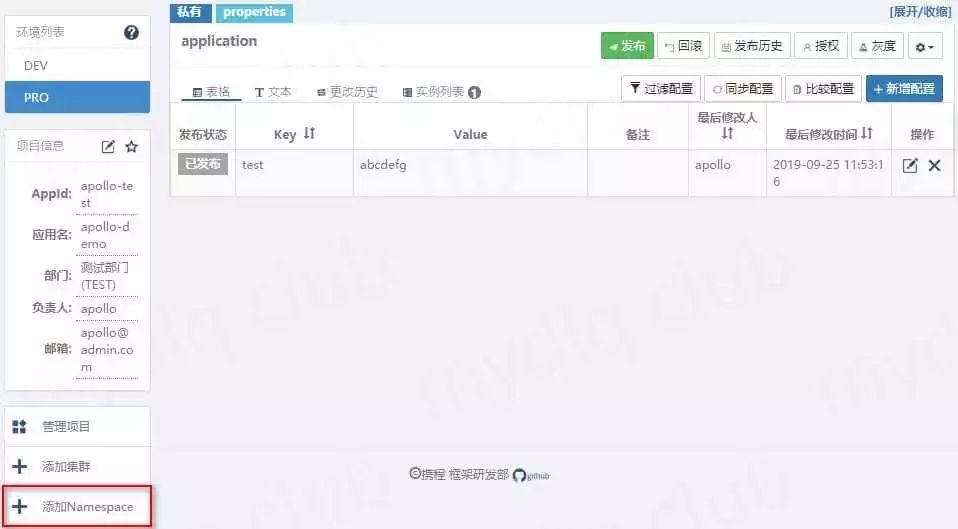 环境列表
DEV
PRO
项目信息
AppId: apollo-te
st
应用名: apollo-d
emo
部门: 测试部门
(TEST)
负责人: apollo
邮箱: apollo@
admin.co
m
管理项目
添加集群
添加Namespace
私有 properties
[展开/收缩]
application
发布 回滚 发布历史 授权 灰度
表格 文本 更改历史 实例列表 1
过滤配置 同步配置 比较配置 新增配置
发布状态 Key Value 备注 最后修改人 最后修改时间 操作
已发布 test abcdefg apollo 2019-09-25 11:53:1
6
©携程 框架研发部 github